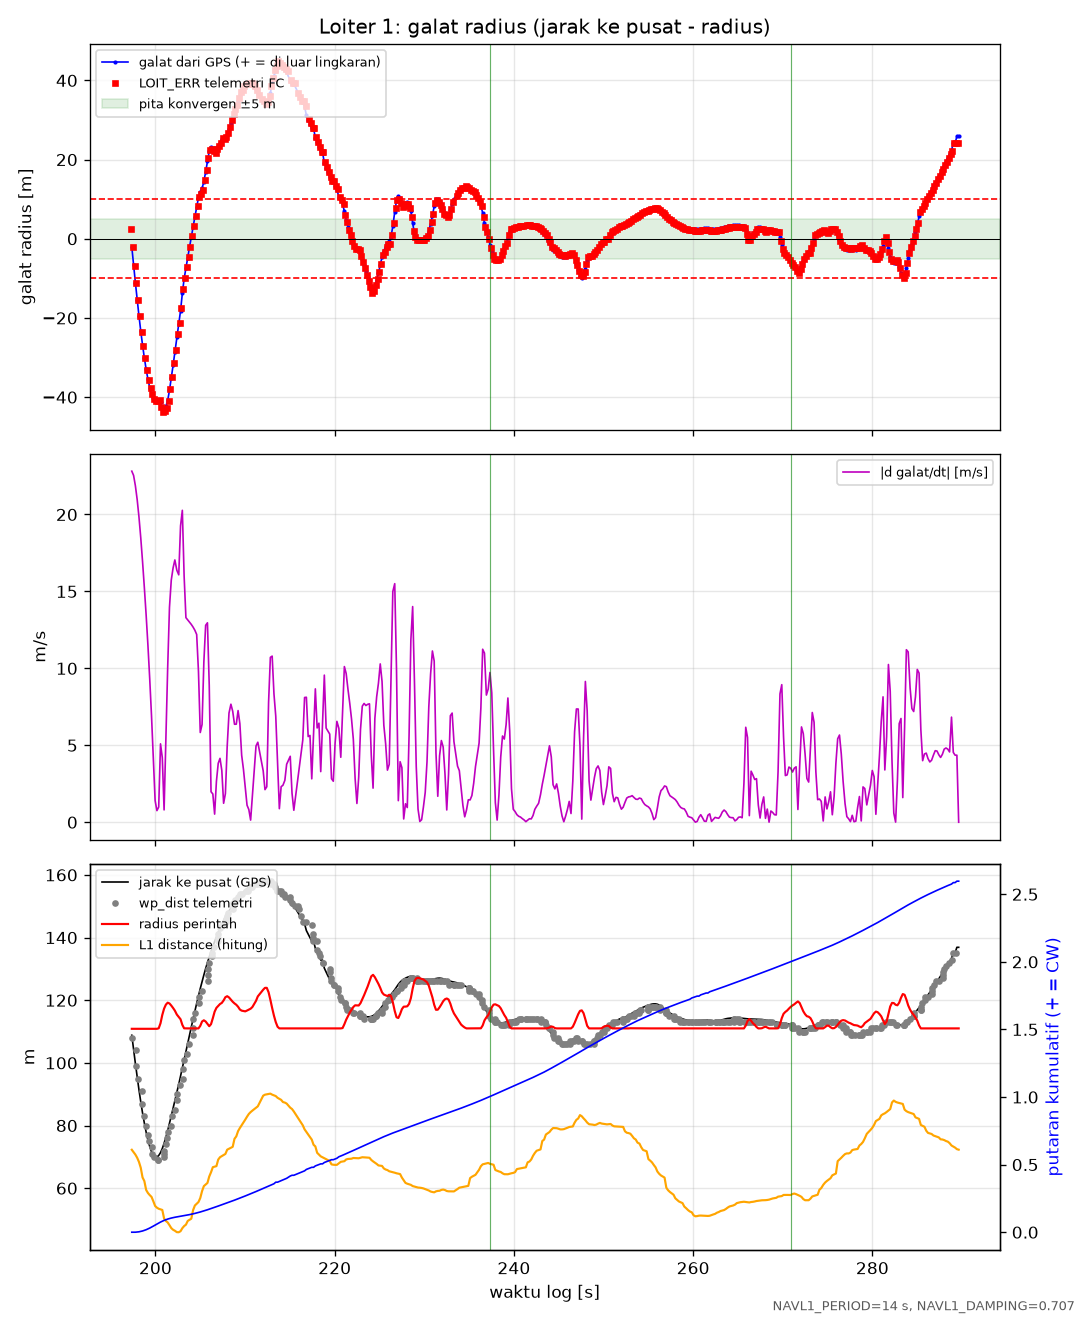 Loiter 1: galat radius (jarak ke pusat - radius)
galat dari GPS (+ = di luar lingkaran)
LOIT_ERR telemetri FC
pita konvergen ±5 m
galat radius [m]
40
20
0
−20
−40
|d galat/dt| [m/s]
m/s
20
15
10
5
0
jarak ke pusat (GPS)
wp_dist telemetri
radius perintah
L1 distance (hitung)
m
160
140
120
100
80
60
2.5
2.0
1.5
1.0
0.5
0.0
putaran kumulatif (+ = CW)
200 220 240 260 280
waktu log [s]
NAVL1_PERIOD=14 s, NAVL1_DAMPING=0.707